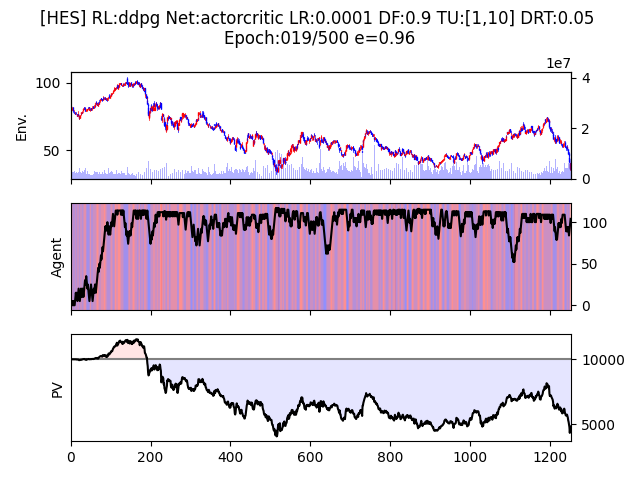 [HES] RL:ddpg Net:actorcritic LR:0.0001 DF:0.9 TU:[1,10] DRT:0.05
Epoch:019/500 e=0.96
1e7
Env.
100
50
4
2
0
Agent
100
50
0
PV
10000
5000
0 200 400 600 800 1000 1200